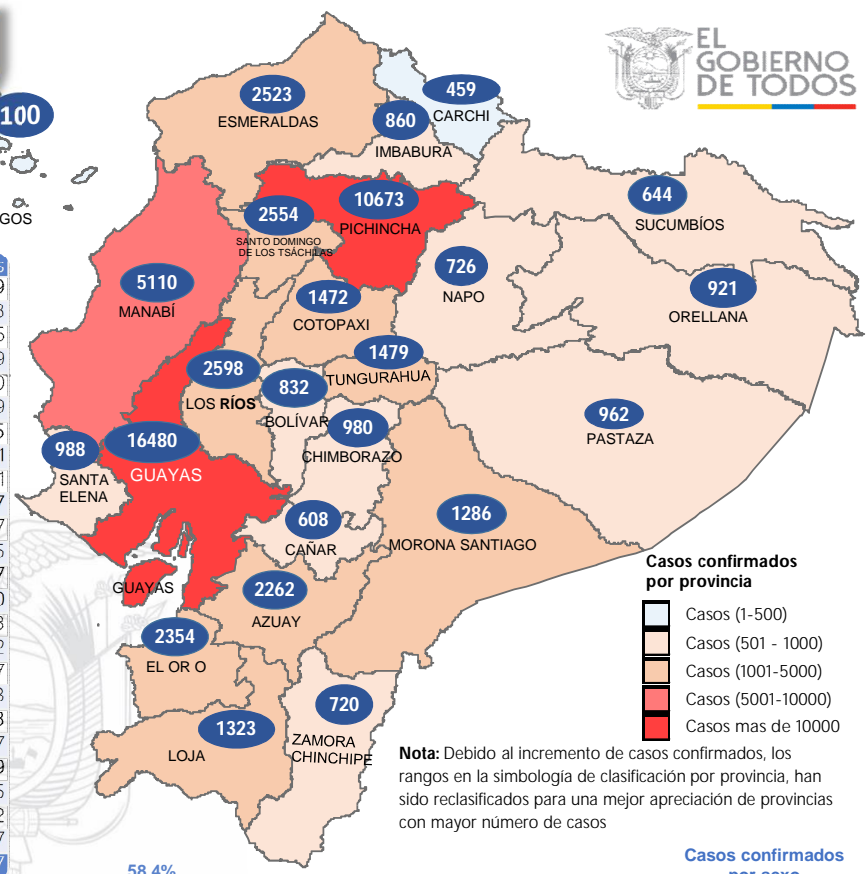 EL
GOBIERNO
DE TODOS
100
GOS
2523
ESMERALDAS
459
CARCHI
860
IMBABURA
10673
PICHINCHA
2554
SANTO DOMINGO
DE LOS TSÁCHILAS
644
SUCUMBÍOS
5110
MANABÍ
726
NAPO
921
ORELLANA
1472
COTOPAXI
1479
TUNGURAHUA
2598
LOS RÍOS
832
BOLÍVAR
962
PASTAZA
980
CHIMBORAZO
988
SANTA
ELENA
16480
GUAYAS
608
CAÑAR
1286
MORONA SANTIAGO
GUAYAS
2262
AZUAY
2354
EL OR O
1323
LOJA
720
ZAMORA
CHINCHIPE
Casos confirmados
por provincia
Casos (1-500)
Casos (501 - 1000)
Casos (1001-5000)
Casos (5001-10000)
Casos mas de 10000
Nota: Debido al incremento de casos confirmados, los
rangos en la simbología de clasificación por provincia, han
sido reclasificados para una mejor apreciación de provincias
con mayor número de casos
58.4%
Casos confirmados
por sexo